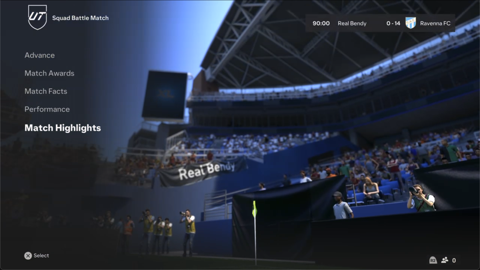 UT Squad Battle Match
90:00 Real Bendy 0 - 14 Ravenna FC
Advance
Match Awards
Match Facts
Performance
Match Highlights
Real Bendy
Select
0